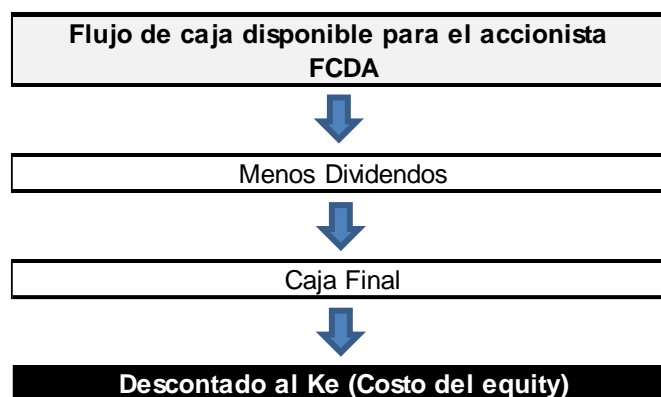 Flujo de caja disponible para el accionista
FCDA
Menos Dividendos
Caja Final
Descontado al Ke (Costo del equity)